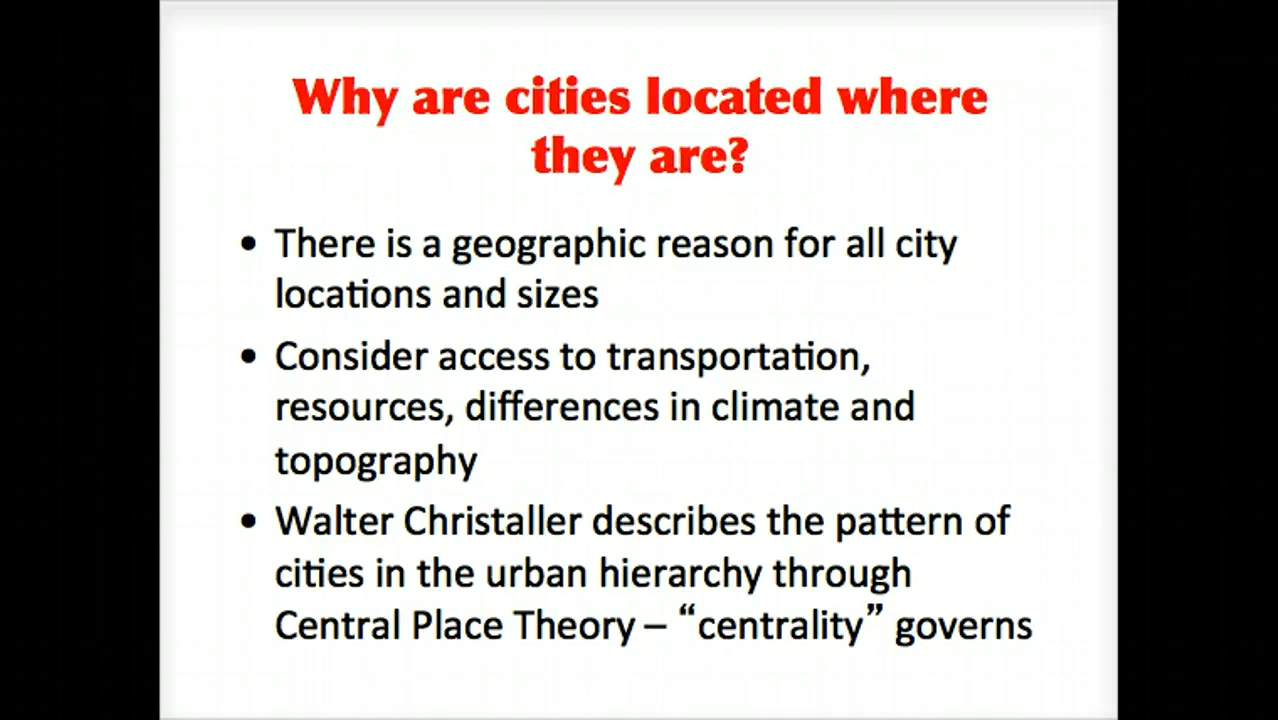 Why are cities located where
they are?
• There is a geographic reason for all city
locations and sizes
• Consider access to transportation,
resources, differences in climate and
topography
• Walter Christaller describes the pattern of
cities in the urban hierarchy through
Central Place Theory – “centrality” governs